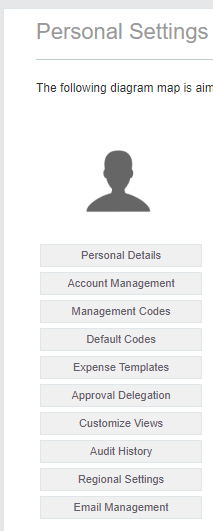 Personal Settings
The following diagram map is aim
Personal Details
Account Management
Management Codes
Default Codes
Expense Templates
Approval Delegation
Customize Views
Audit History
Regional Settings
Email Management